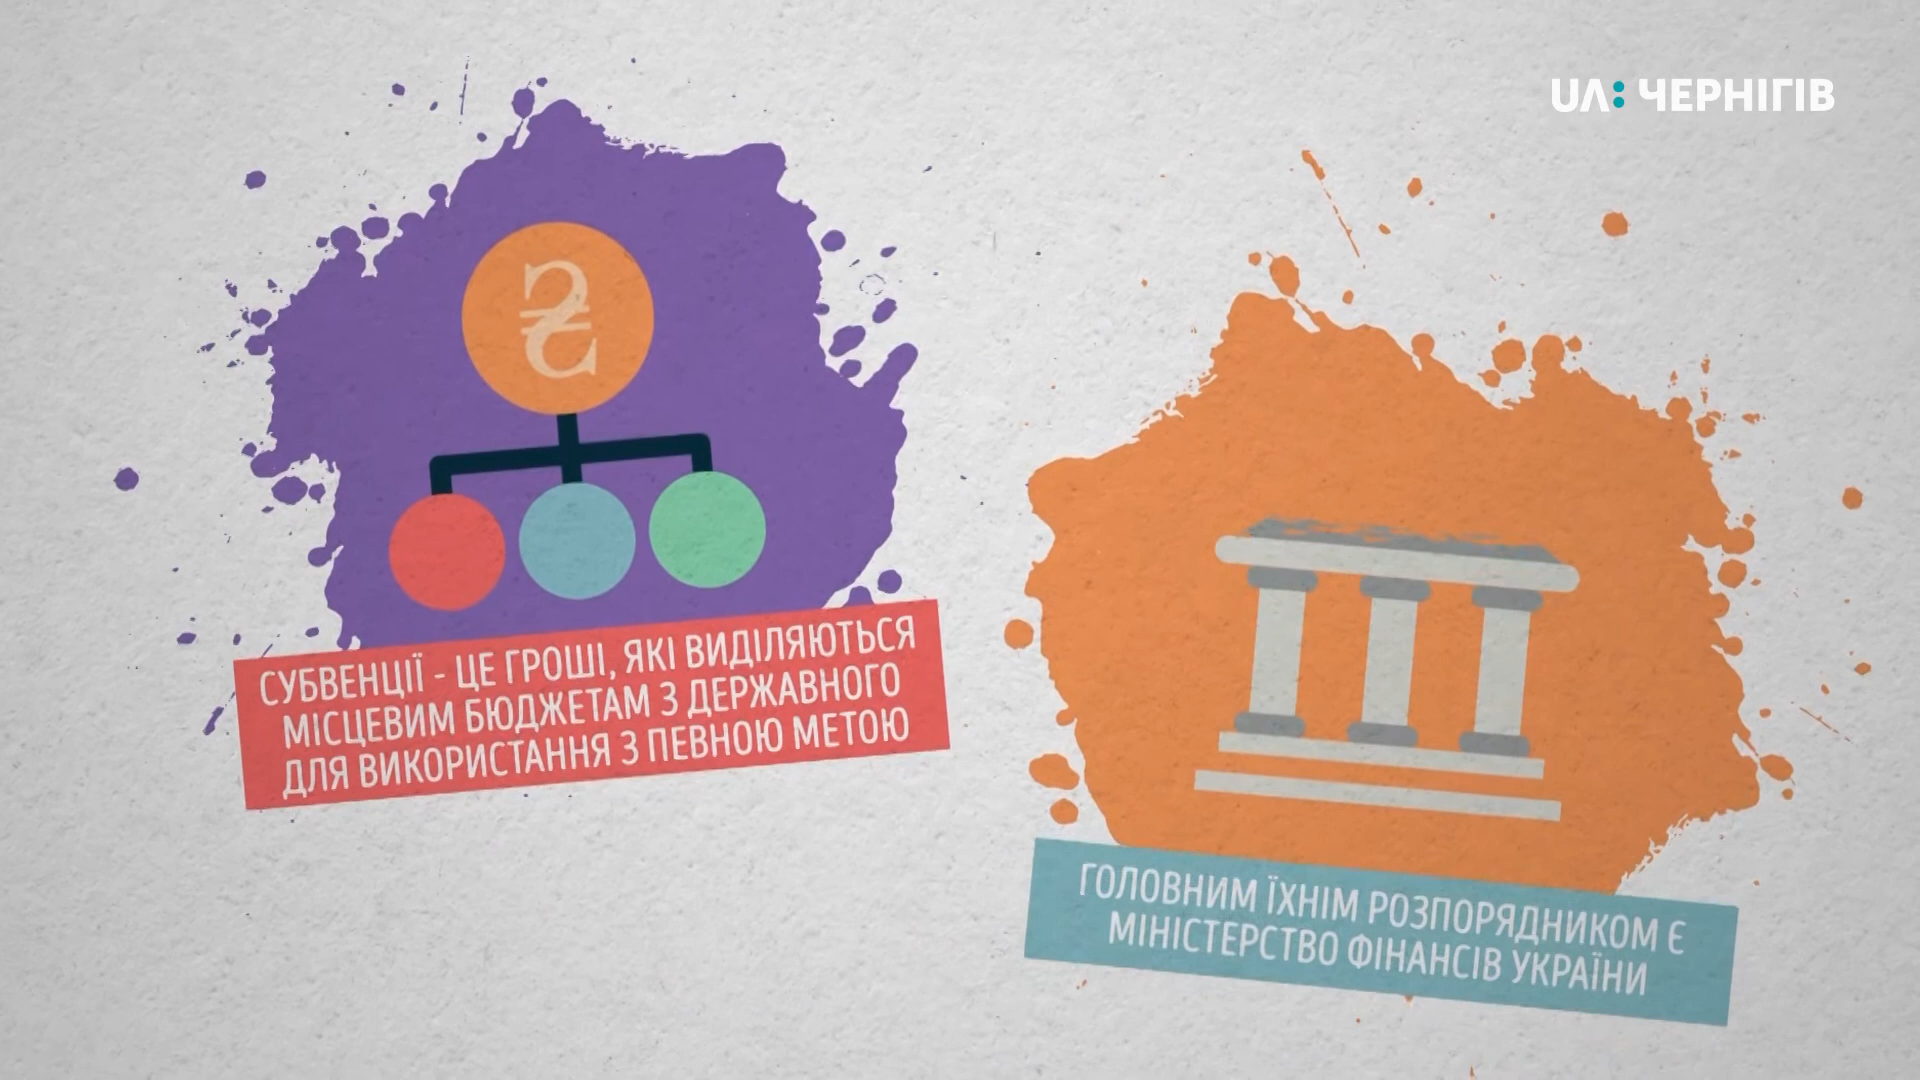 UA: ЧЕРНІГІВ
₴
СУБВЕНЦІЇ - ЦЕ ГРОШІ, ЯКІ ВИДІЛЯЮТЬСЯ
МІСЦЕВИМ БЮДЖЕТАМ З ДЕРЖАВНОГО
ДЛЯ ВИКОРИСТАННЯ З ПЕВНОЮ МЕТОЮ
ГОЛОВНИМ ЇХНІМ РОЗПОРЯДНИКОМ Є
МІНІСТЕРСТВО ФІНАНСІВ УКРАЇНИ